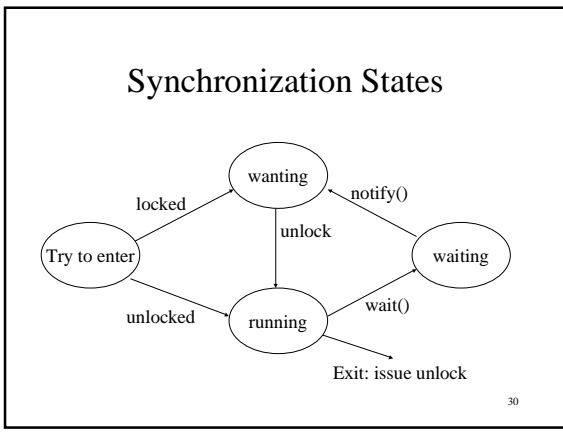 Synchronization States
wanting
locked
notify()
unlock
Try to enter
waiting
unlocked
running
wait()
Exit: issue unlock
30